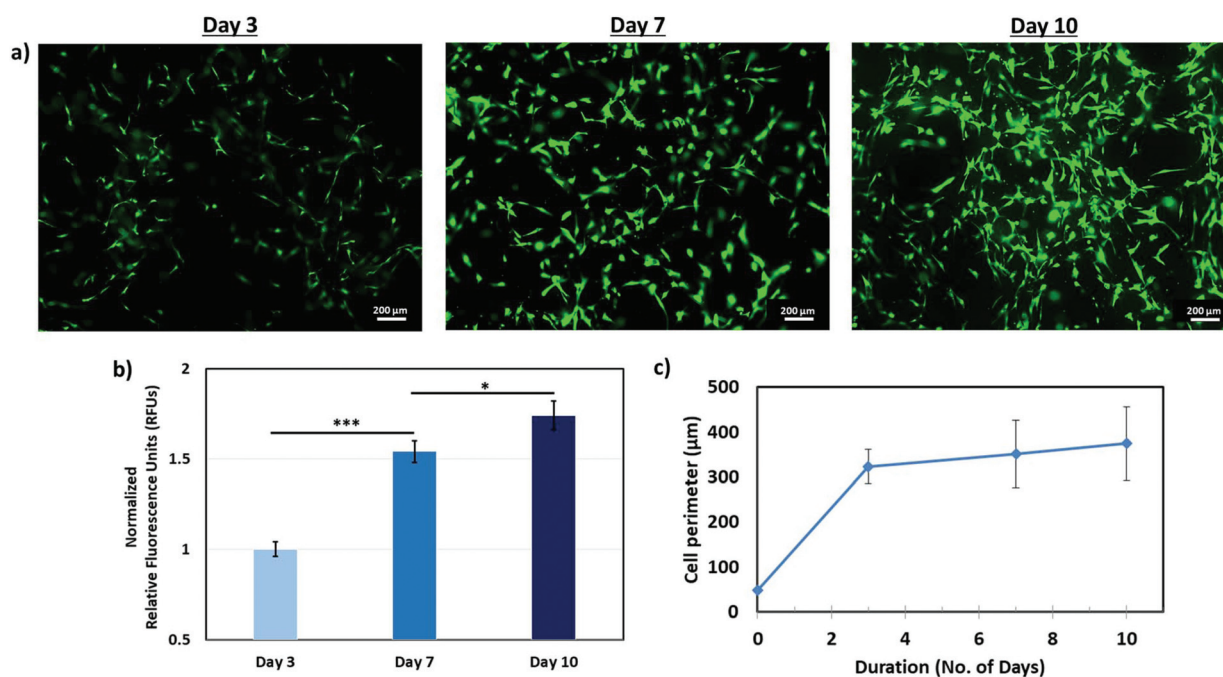 Day 3
Day 7
Day 10
a)
200 µm
200 µm
200 µm
b)
Normalized
Relative Fluorescence Units (RFUs)
2
1.5
1
0.5
***
*
Day 3
Day 7
Day 10
c)
Cell perimeter (µm)
500
400
300
200
100
0
0
2
4
6
8
10
Duration (No. of Days)